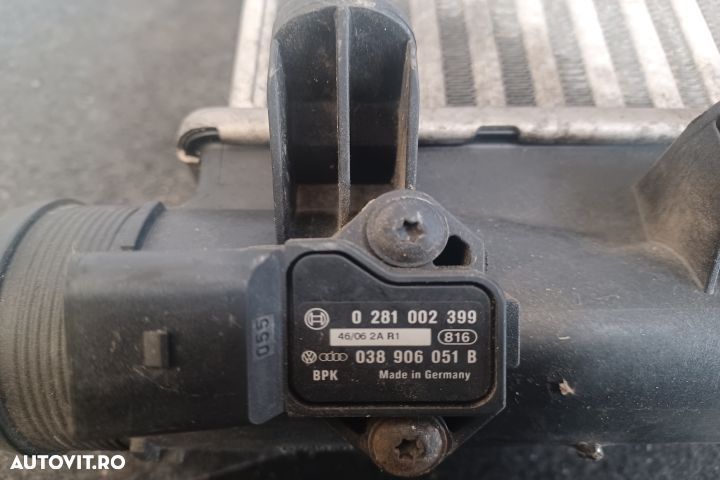 0 281 002 399
46/06 2A R1
816
038 906 051 B
BPK Made in Germany
055
AUTOVIT.RO